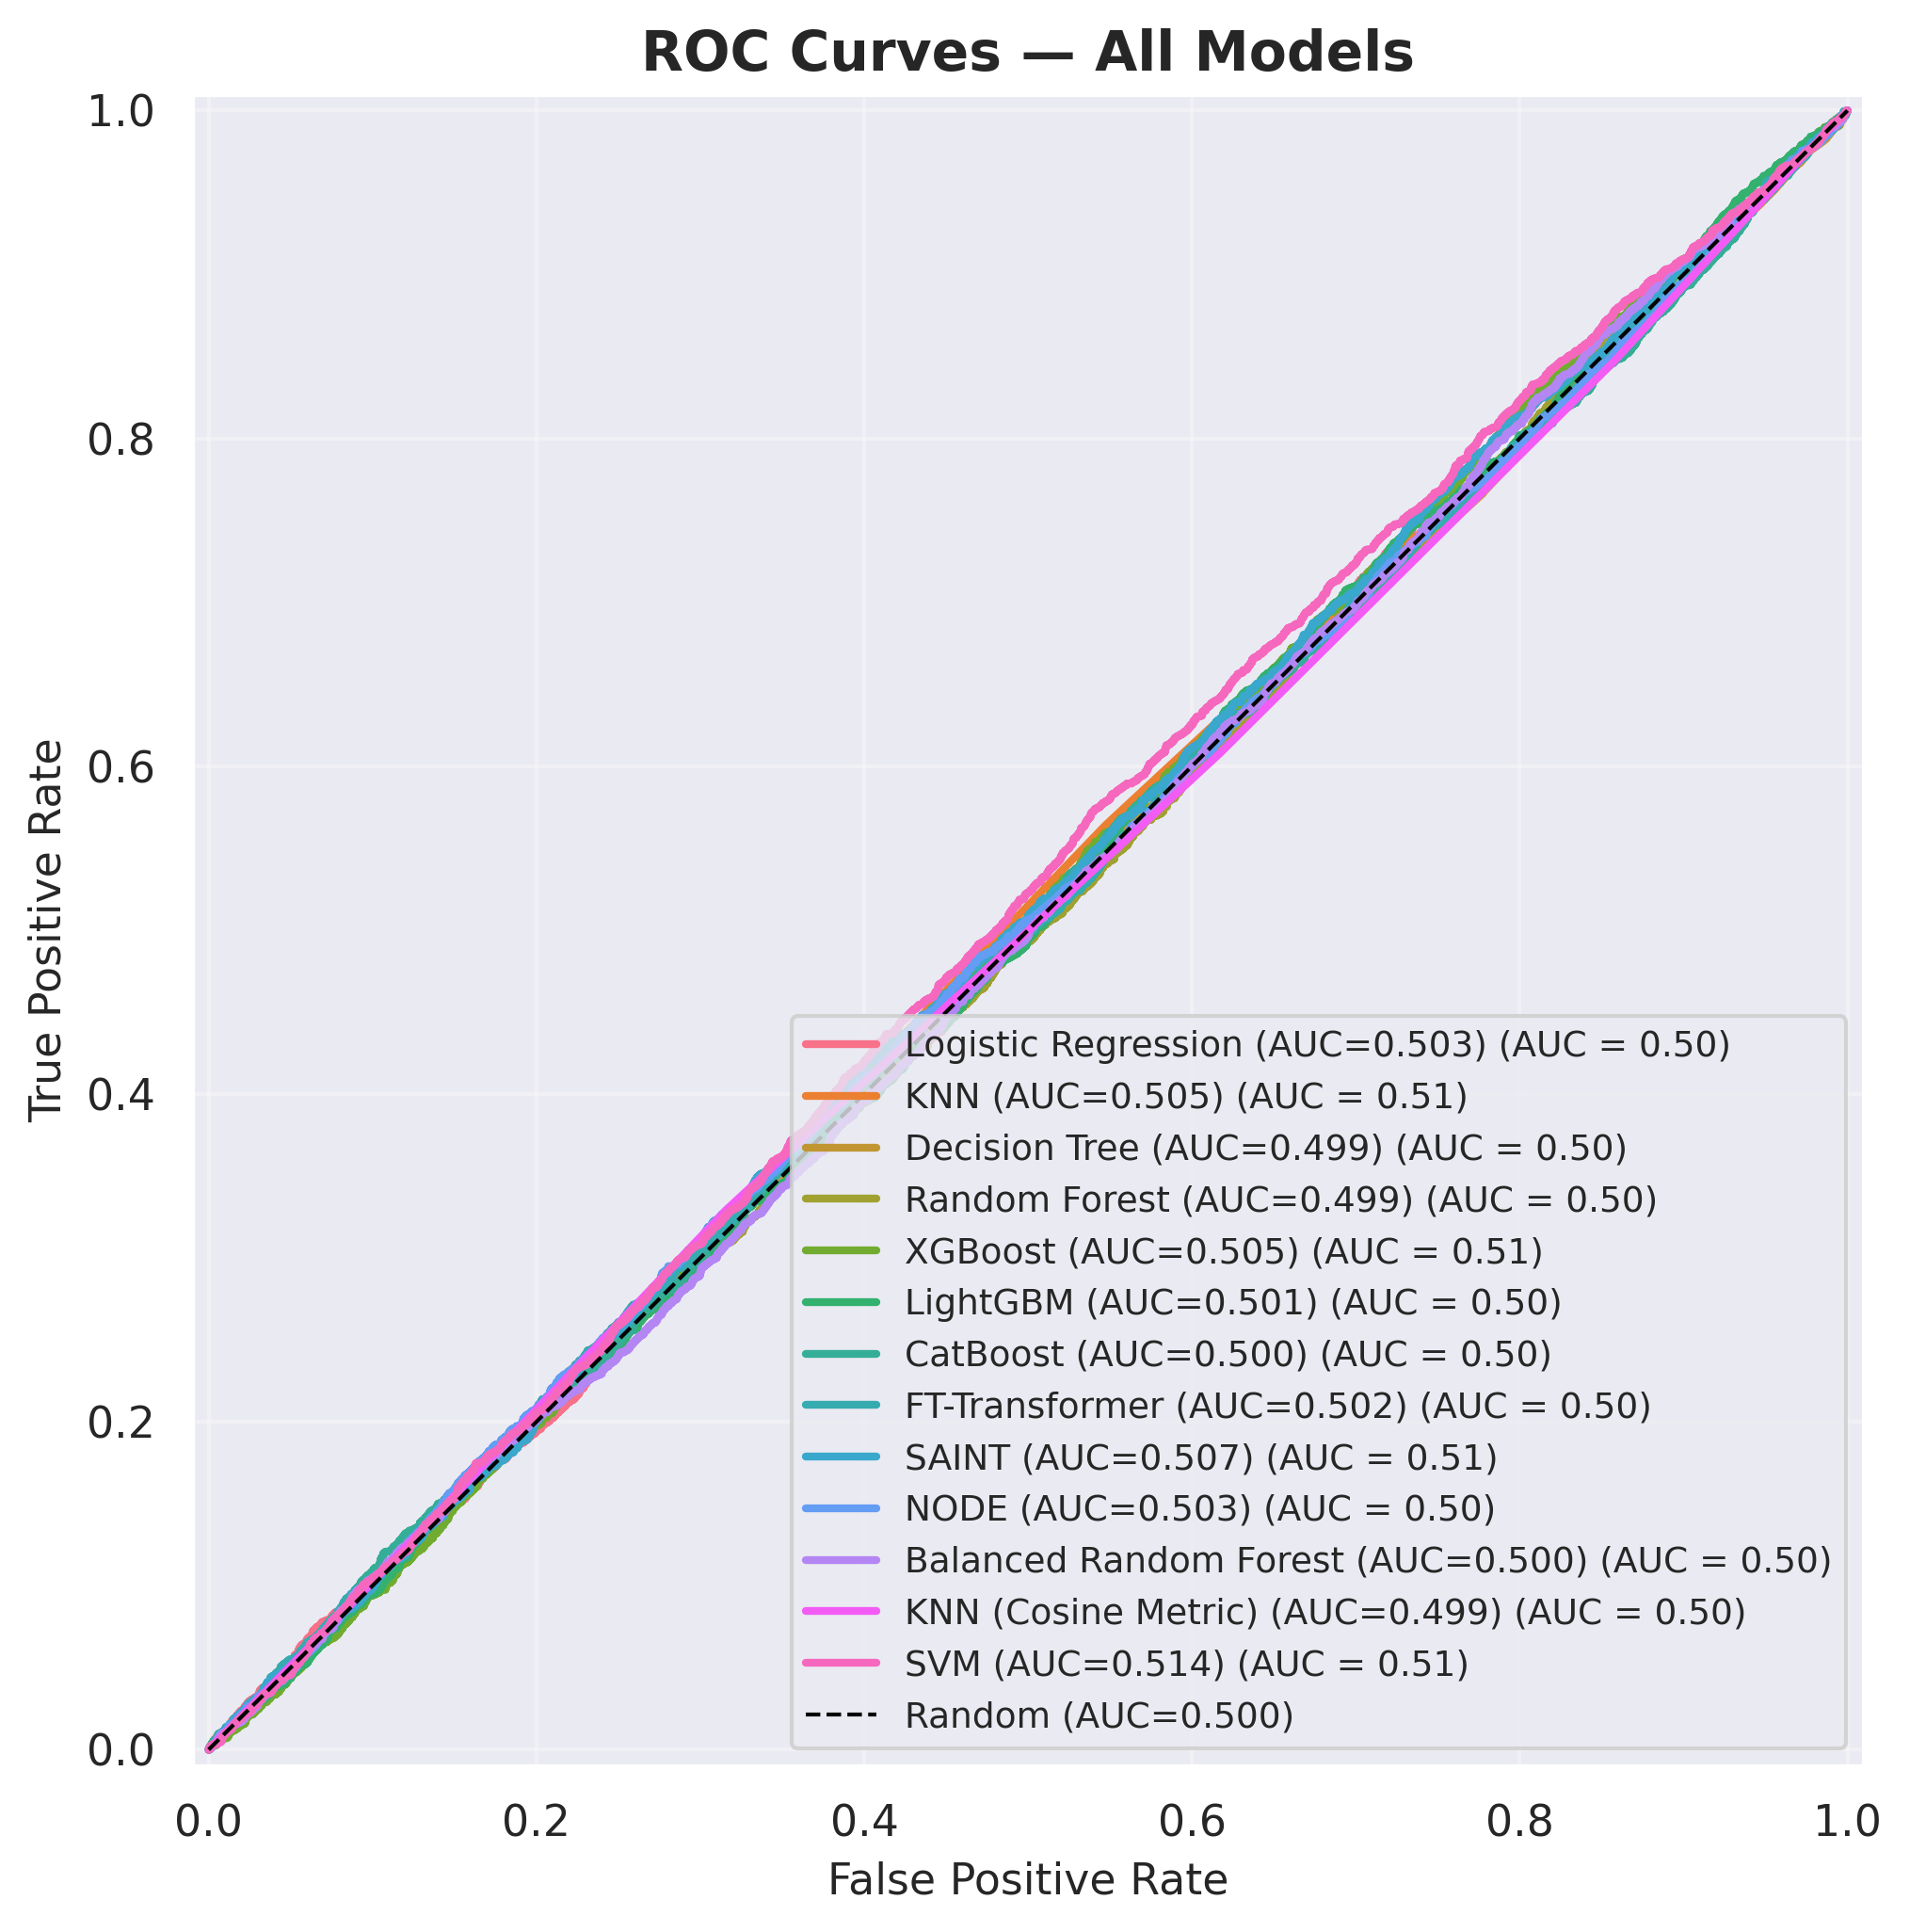 ROC Curves — All Models
1.0
0.8
0.6
0.4
0.2
0.0
True Positive Rate
Logistic Regression (AUC=0.503) (AUC = 0.50)
KNN (AUC=0.505) (AUC = 0.51)
Decision Tree (AUC=0.499) (AUC = 0.50)
Random Forest (AUC=0.499) (AUC = 0.50)
XGBoost (AUC=0.505) (AUC = 0.51)
LightGBM (AUC=0.501) (AUC = 0.50)
CatBoost (AUC=0.500) (AUC = 0.50)
FT-Transformer (AUC=0.502) (AUC = 0.50)
SAINT (AUC=0.507) (AUC = 0.51)
NODE (AUC=0.503) (AUC = 0.50)
Balanced Random Forest (AUC=0.500) (AUC = 0.50)
KNN (Cosine Metric) (AUC=0.499) (AUC = 0.50)
SVM (AUC=0.514) (AUC = 0.51)
Random (AUC=0.500)
0.0 0.2 0.4 0.6 0.8 1.0
False Positive Rate